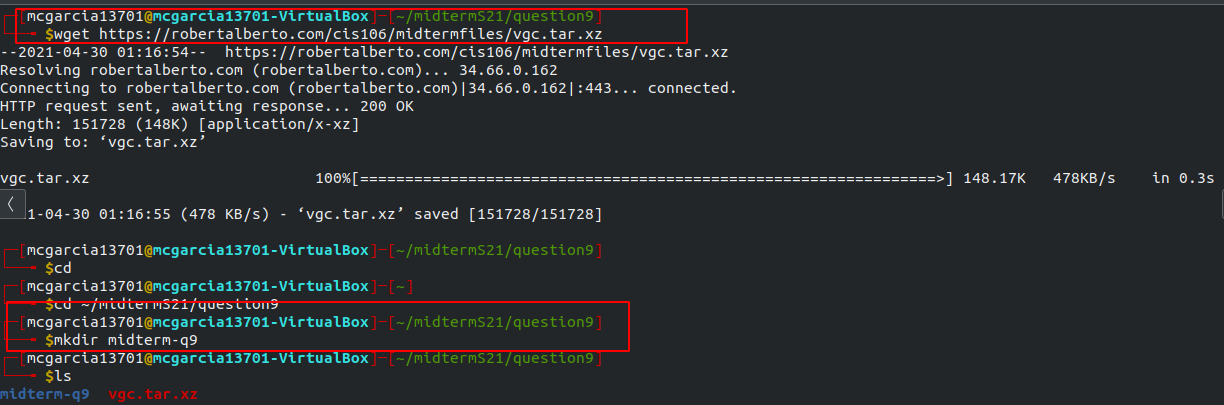 [mcgarcia13701@mcgarcia13701-VirtualBox]-[~/midtermS21/question9]
$wget https://robertalberto.com/cis106/midtermfiles/vgc.tar.xz
--2021-04-30 01:16:54--  https://robertalberto.com/cis106/midtermfiles/vgc.tar.xz
Resolving robertalberto.com (robertalberto.com)... 34.66.0.162
Connecting to robertalberto.com (robertalberto.com)|34.66.0.162|:443... connected.
HTTP request sent, awaiting response... 200 OK
Length: 151728 (148K) [application/x-xz]
Saving to: ‘vgc.tar.xz’
vgc.tar.xz 100%[================================================================>] 148.17K 478KB/s in 0.3s
1-04-30 01:16:55 (478 KB/s) - ‘vgc.tar.xz’ saved [151728/151728]
[mcgarcia13701@mcgarcia13701-VirtualBox]-[~/midtermS21/question9]
$cd
[mcgarcia13701@mcgarcia13701-VirtualBox]-[~]
$cd ~/midtermS21/question9
[mcgarcia13701@mcgarcia13701-VirtualBox]-[~/midtermS21/question9]
$mkdir midterm-q9
[mcgarcia13701@mcgarcia13701-VirtualBox]-[~/midtermS21/question9]
$ls
midterm-q9  vgc.tar.xz